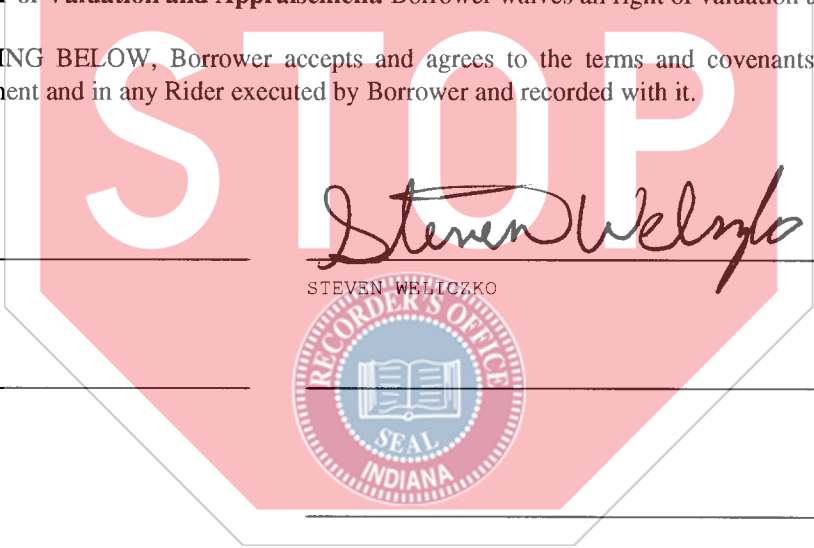 of Valuation and Appraisement. Borrower waives all right of valuation
ING BELOW, Borrower accepts and agrees to the terms and covenants
ent and in any Rider executed by Borrower and recorded with it.
STOP
Steven Weliczko
STEVEN WELICZKO
RECORDER'S OFFICE
SEAL
INDIANA